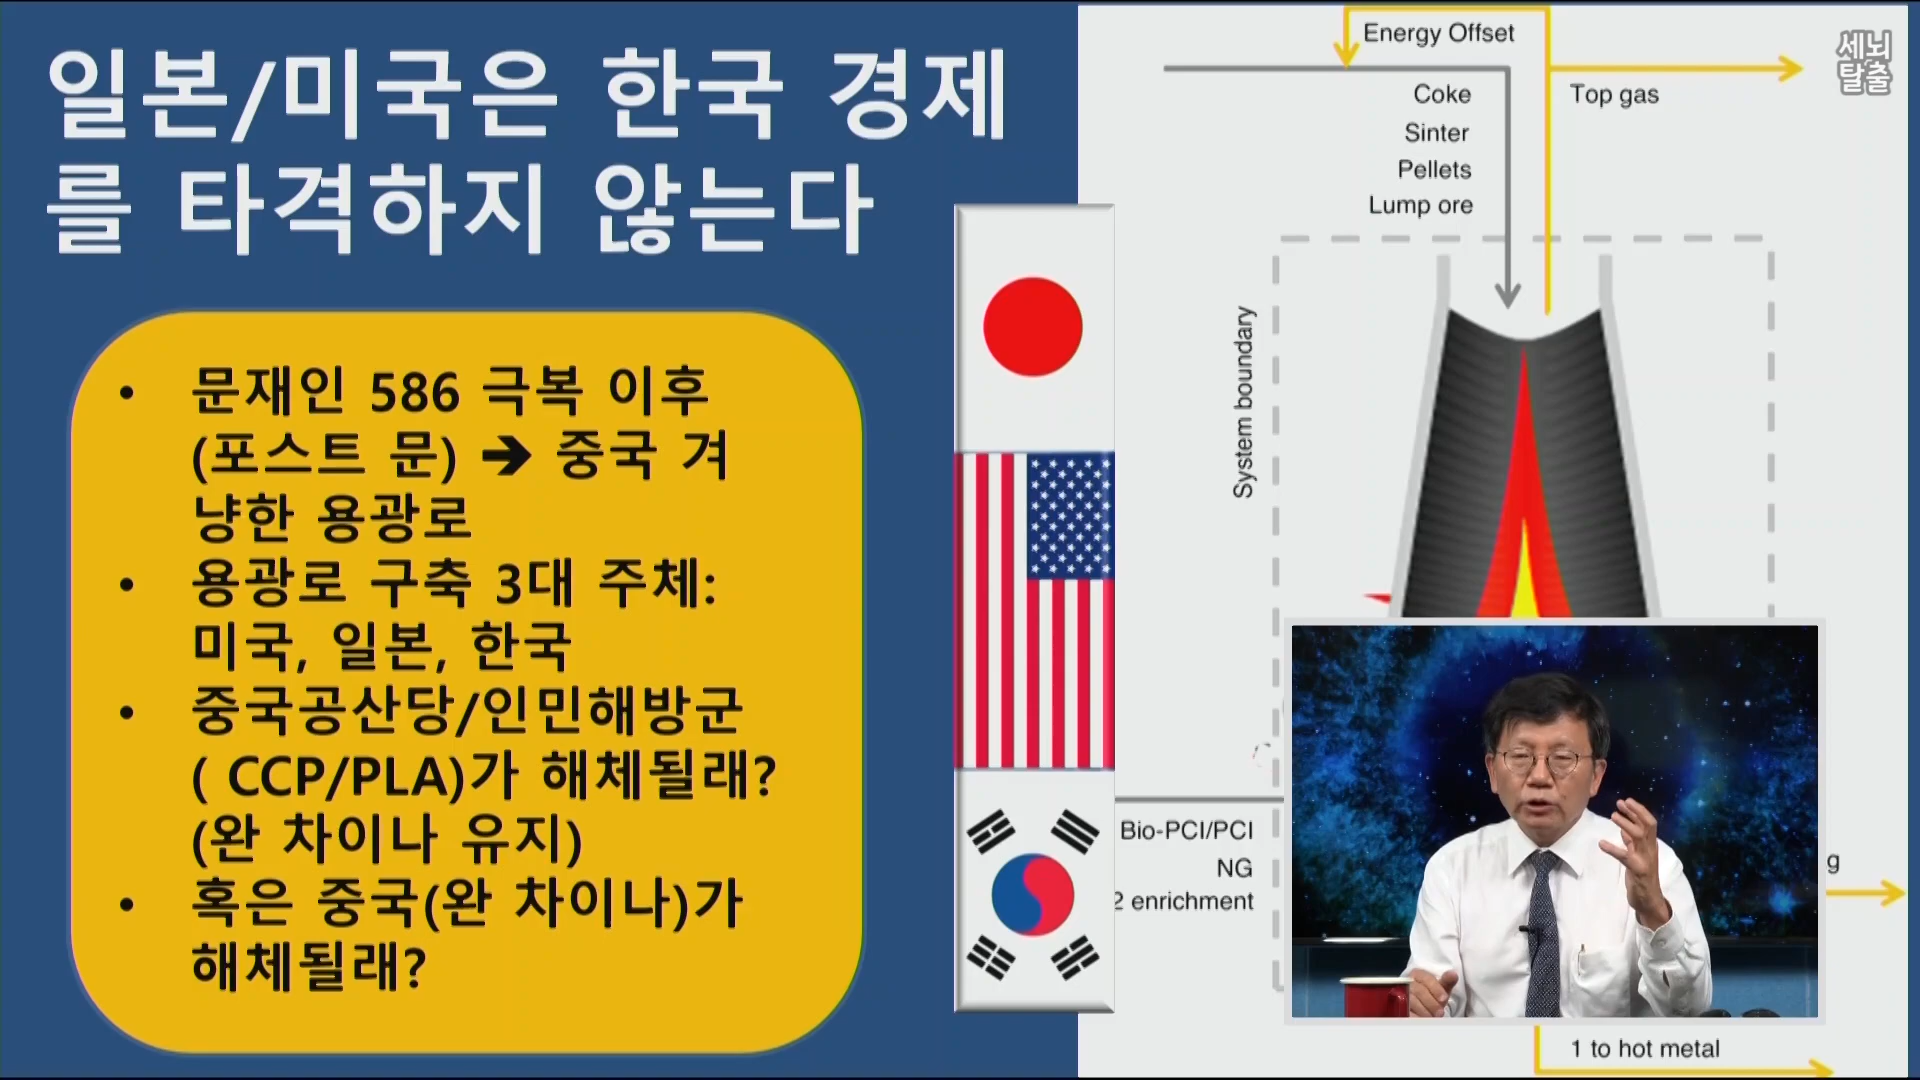 일본/미국은 한국 경제
를 타격하지 않는다
• 문재인 586 극복 이후
(포스트 문) ➔ 중국 겨
냥한 용광로
• 용광로 구축 3대 주체:
미국, 일본, 한국
• 중국공산당/인민해방군
( CCP/PLA)가 해체될래?
(완 차이나 유지)
• 혹은 중국(완 차이나)가
해체될래?
Energy Offset
Top gas
Coke
Sinter
Pellets
Lump ore
System boundary
Bio-PCI/PCI
NG
2 enrichment
g
1 to hot metal
세뇌
탈출